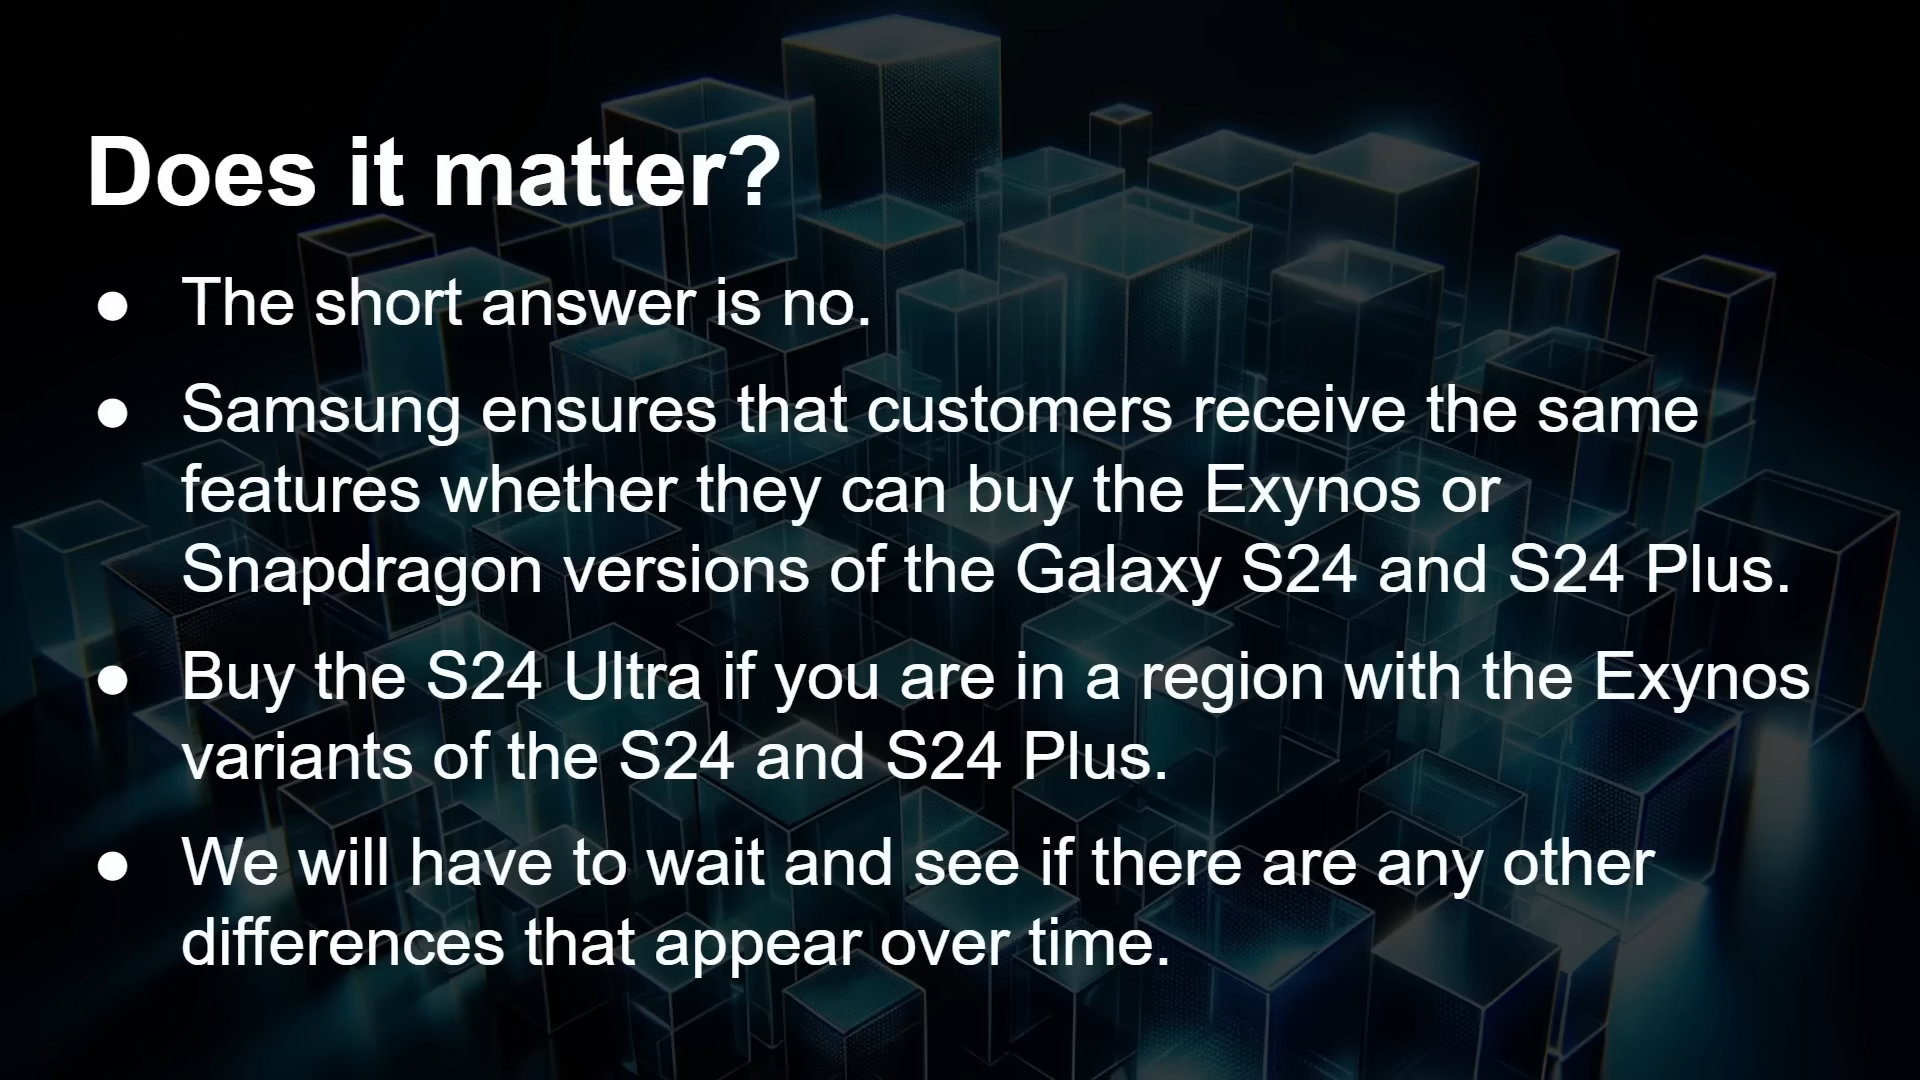 Does it matter?
● The short answer is no.
● Samsung ensures that customers receive the same
features whether they can buy the Exynos or
Snapdragon versions of the Galaxy S24 and S24 Plus.
● Buy the S24 Ultra if you are in a region with the Exynos
variants of the S24 and S24 Plus.
● We will have to wait and see if there are any other
differences that appear over time.